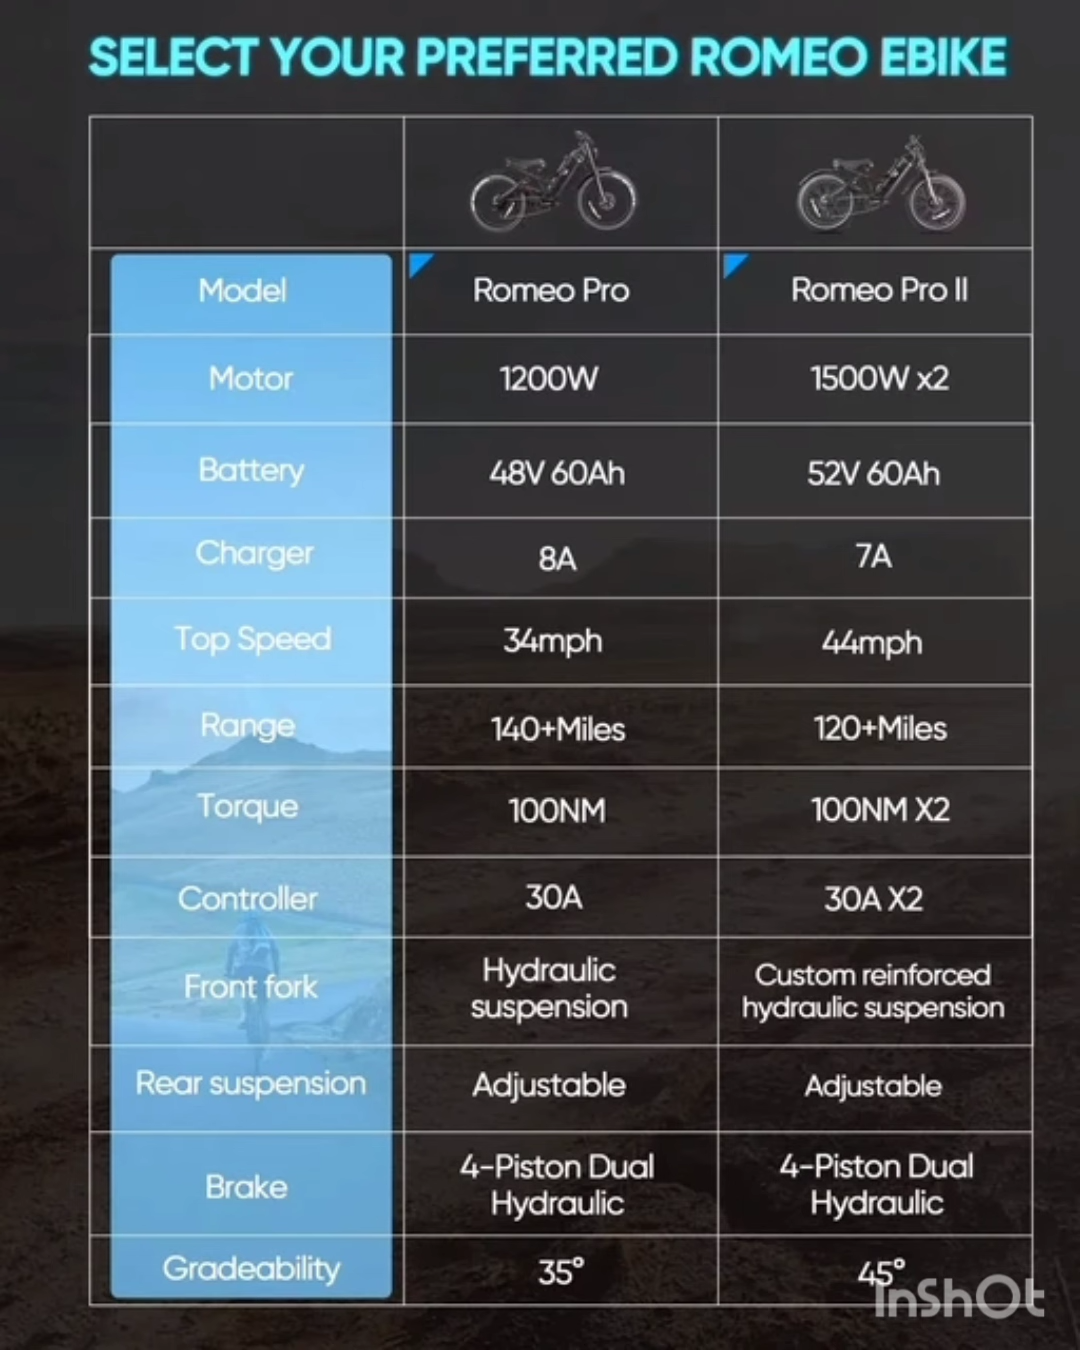 SELECT YOUR PREFERRED ROMEO EBIKE
Model Romeo Pro Romeo Pro II
Motor 1200W 1500W x2
Battery 48V 60Ah 52V 60Ah
Charger 8A 7A
Top Speed 34mph 44mph
Range 140+Miles 120+Miles
Torque 100NM 100NM X2
Controller 30A 30A X2
Front fork Hydraulic suspension Custom reinforced hydraulic suspension
Rear suspension Adjustable Adjustable
Brake 4-Piston Dual Hydraulic 4-Piston Dual Hydraulic
Gradeability 35° 45°
InShOt